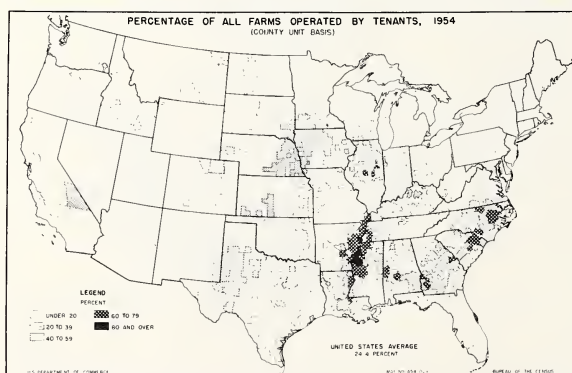 PERCENTAGE OF ALL FARMS OPERATED BY TENANTS, 1954
(COUNTY UNIT BASIS)
LEGEND
PERCENT
UNDER 20
20 TO 39
40 TO 59
60 TO 79
80 AND OVER
UNITED STATES AVERAGE
24.4 PERCENT
U.S. DEPARTMENT OF COMMERCE
BUREAU OF THE CENSUS